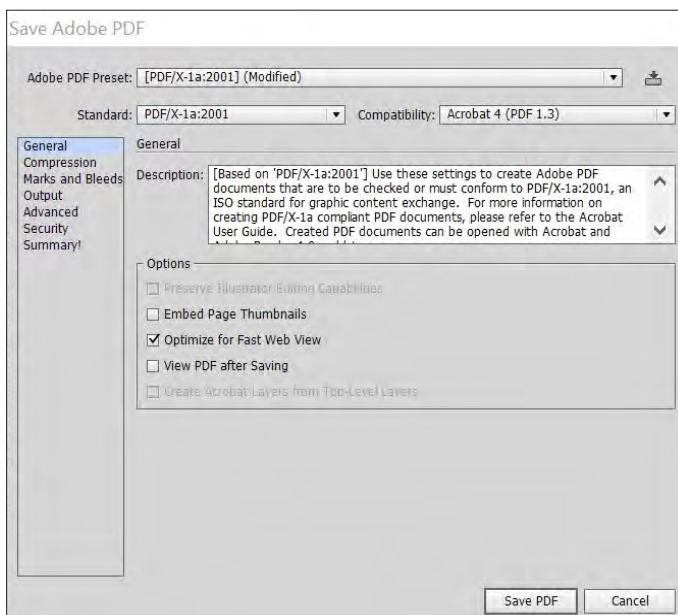 Save Adobe PDF
Adobe PDF Preset: [PDF/X-1a:2001] (Modified)
Standard: PDF/X-1a:2001 Compatibility: Acrobat 4 (PDF 1.3)
General
Compression
Marks and Bleeds
Output
Advanced
Security
Summary!
General
Description: [Based on 'PDF/X-1a:2001'] Use these settings to create Adobe PDF
documents that are to be checked or must conform to PDF/X-1a:2001, an
ISO standard for graphic content exchange. For more information on
creating PDF/X-1a compliant PDF documents, please refer to the Acrobat
User Guide. Created PDF documents can be opened with Acrobat and
Options
Preserve Illustrator Editing Capabilities
Embed Page Thumbnails
Optimize for Fast Web View
View PDF after Saving
Create Acrobat Layers from Top-Level Layers
Save PDF Cancel